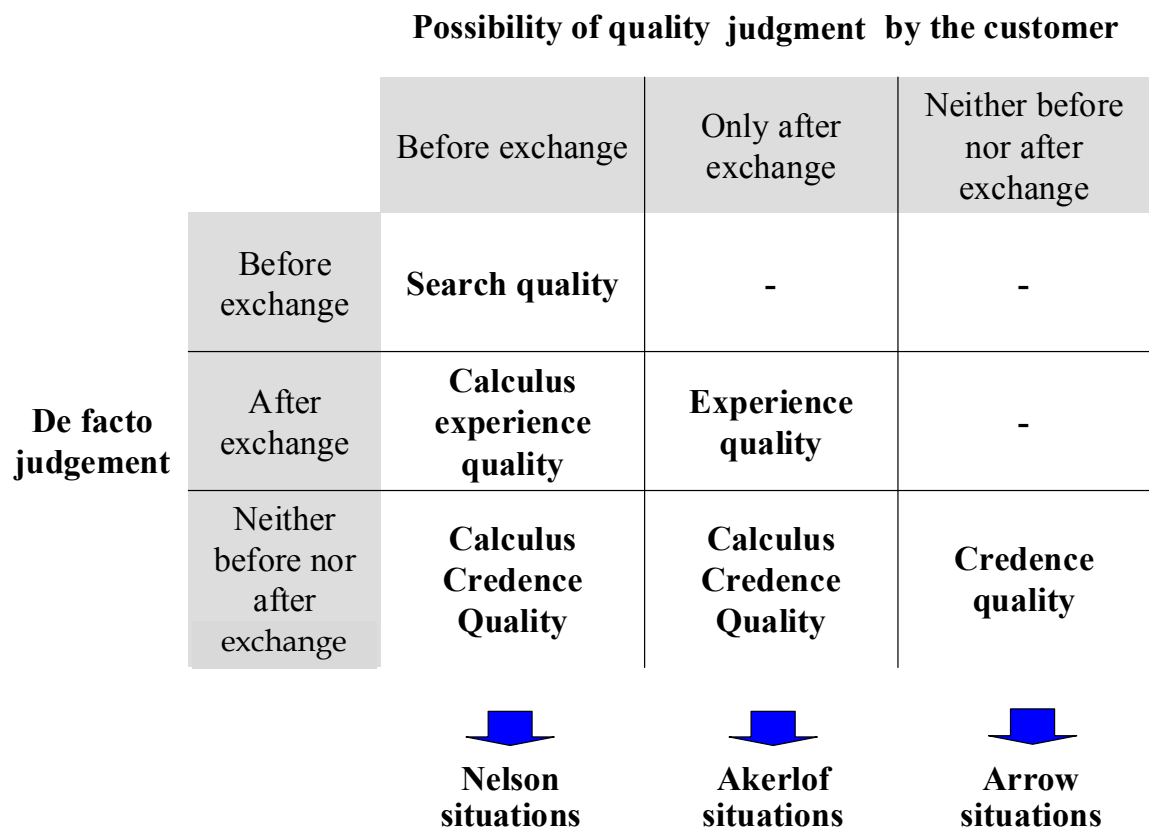 Possibility of quality judgment by the customer
Before exchange
Only after
exchange
Neither before
nor after
exchange
Before
exchange
Search quality
-
-
De facto
judgement
After
exchange
Calculus
experience
quality
Experience
quality
-
Neither
before nor
after
exchange
Calculus
Credence
Quality
Calculus
Credence
Quality
Credence
quality
Nelson
situations
Akerlof
situations
Arrow
situations